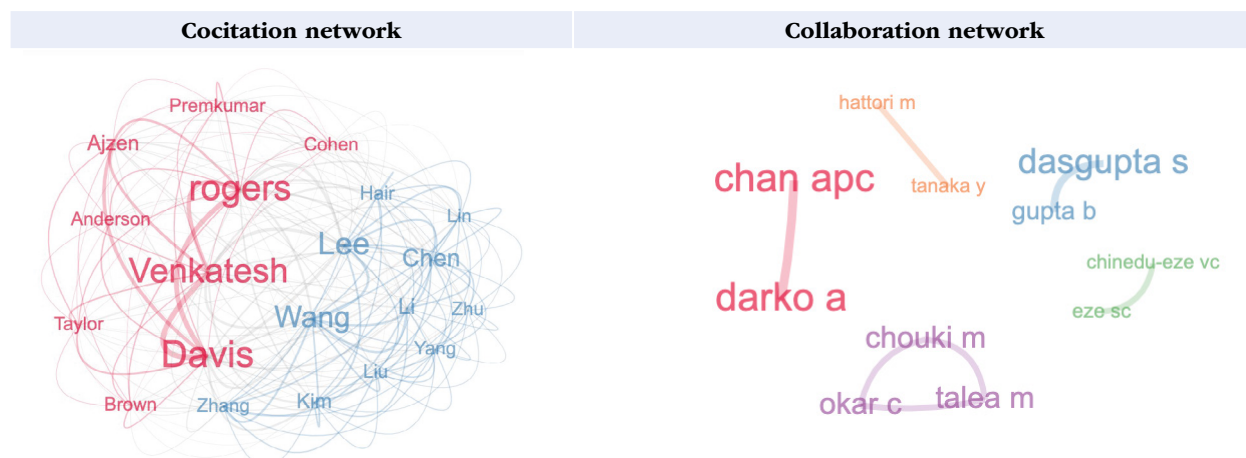 Cocitation network
Premkumar
Ajzen
Cohen
rogers
Hair
Anderson
Lin
Lee
Chen
Venkatesh
Li
Zhu
Wang
Taylor
Yang
Davis
Liu
Brown
Zhang
Kim
Collaboration network
hattori m
chan apc
tanaka y
dasgupta s
gupta b
chinedu-eze vc
darko a
eze sc
chouki m
okar c
talea m